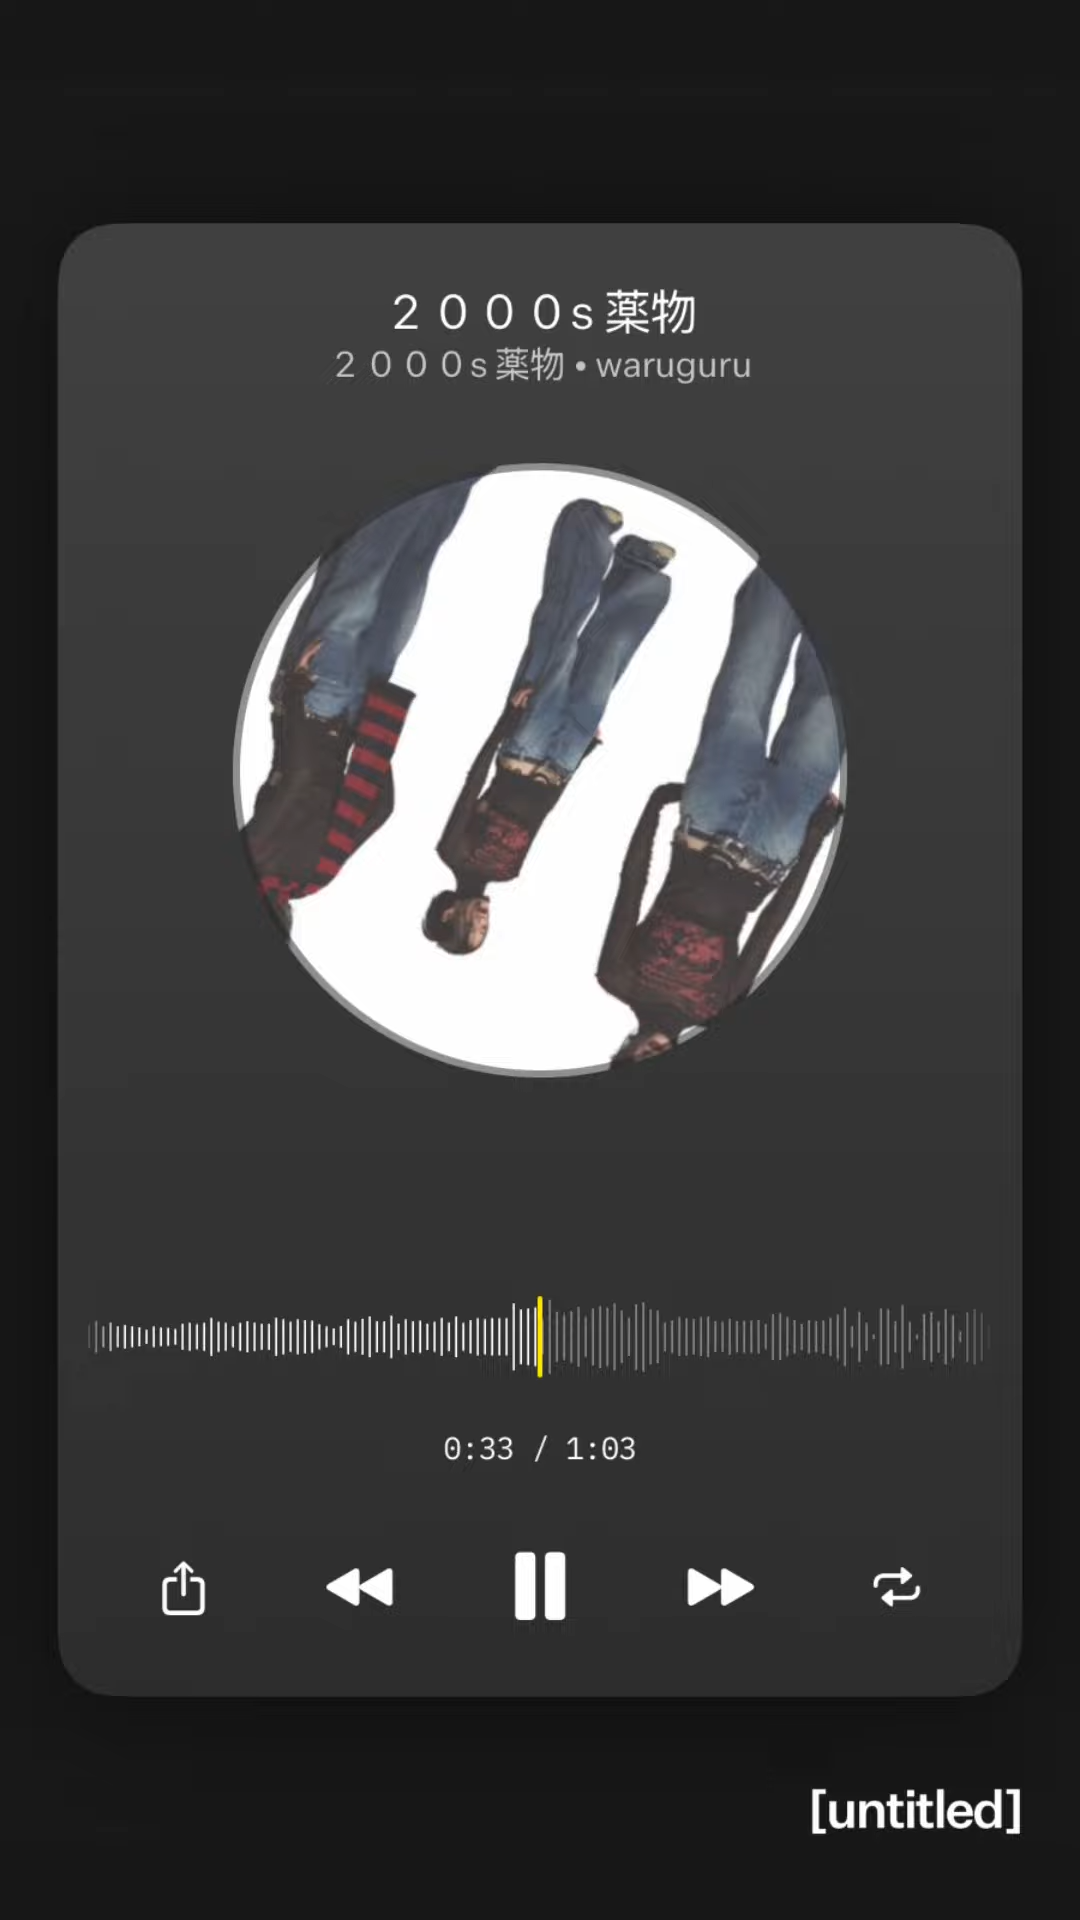 ２０００s薬物
２０００s薬物 • waruguru
0:33 / 1:03
[untitled]